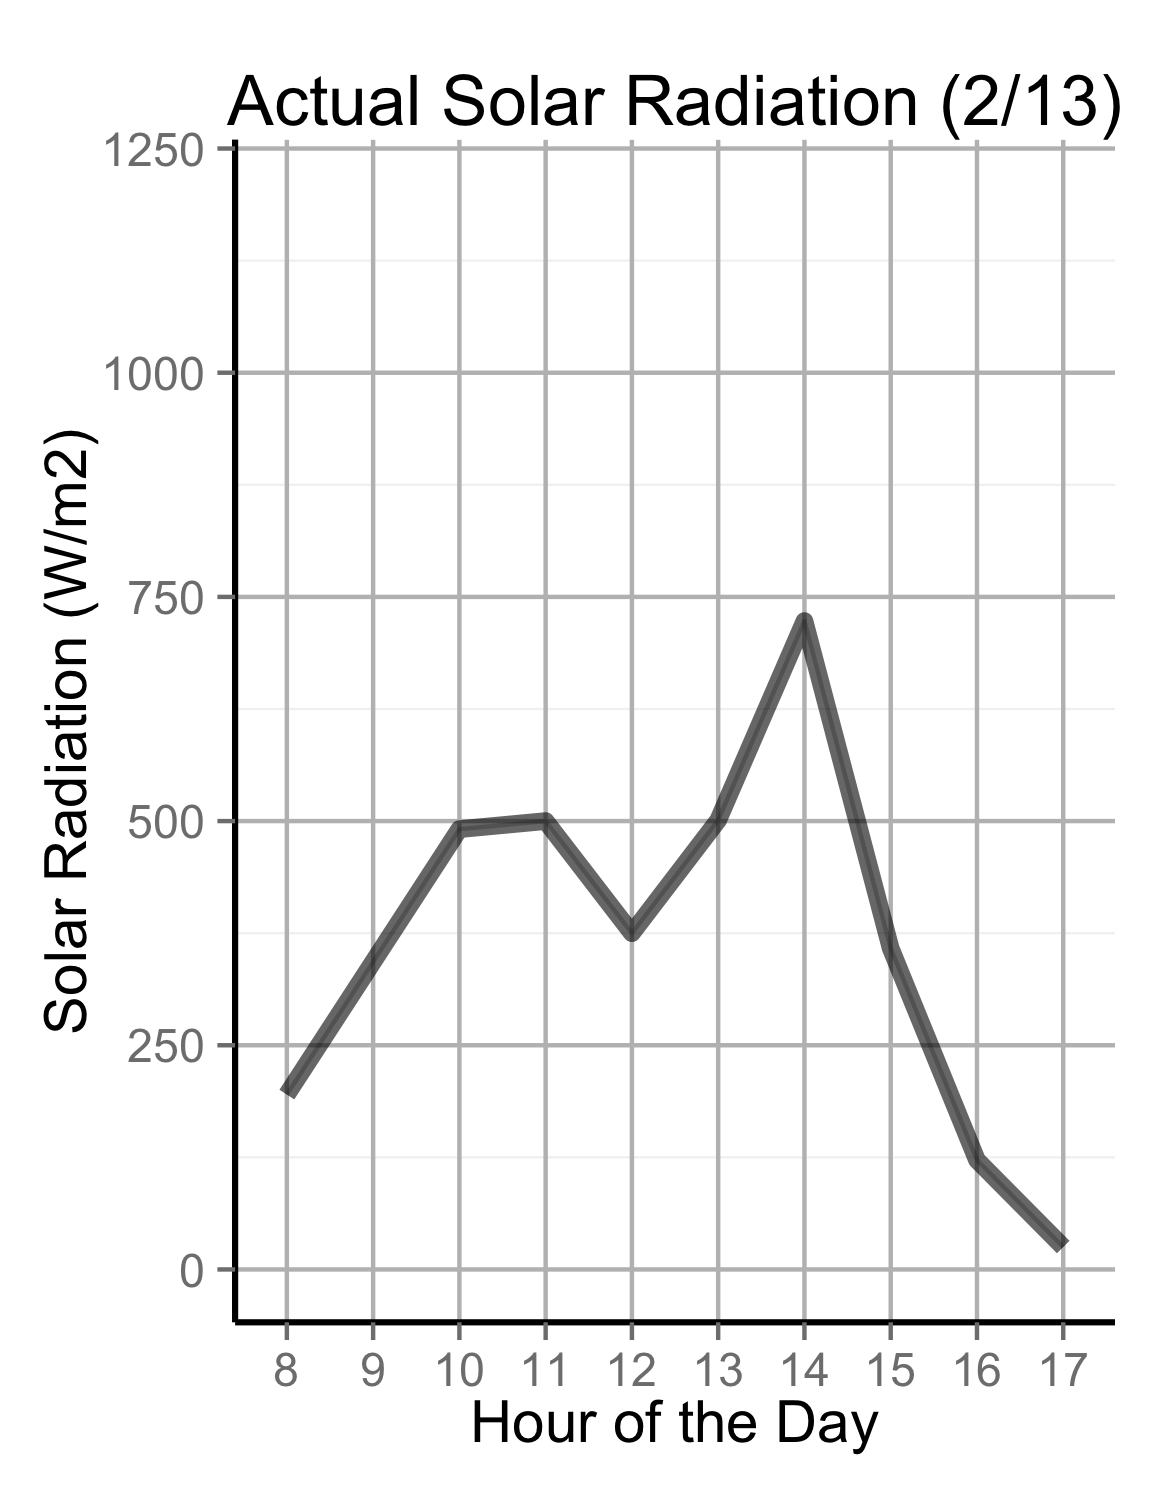 Actual Solar Radiation (2/13)
Solar Radiation (W/m2)
1250
1000
750
500
250
0
8 9 10 11 12 13 14 15 16 17
Hour of the Day